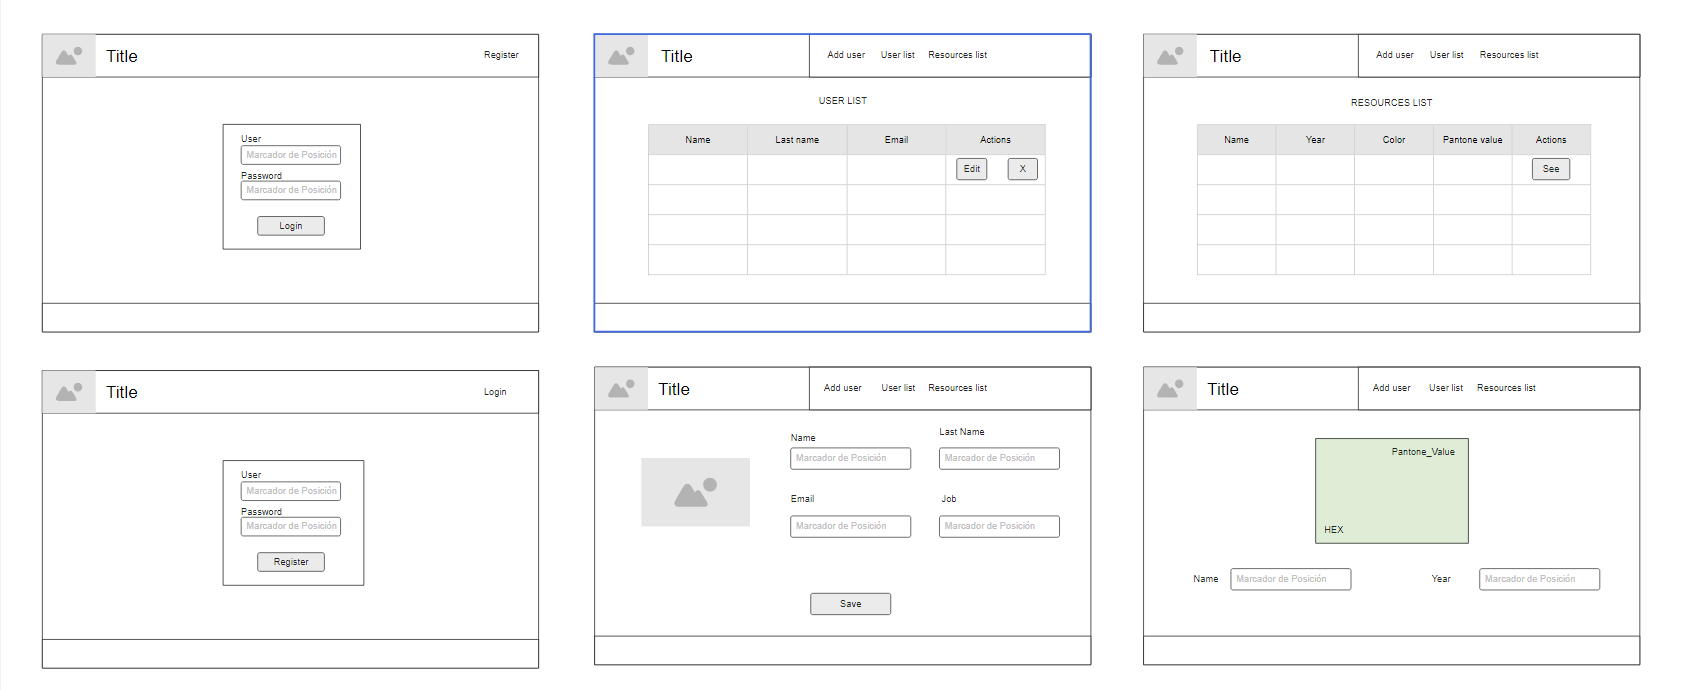 Title
Register
User
Marcador de Posición
Password
Marcador de Posición
Login
Title
Add user User list Resources list
USER LIST
Name Last name Email Actions
Edit X
Title
Add user User list Resources list
RESOURCES LIST
Name Year Color Pantone value Actions
See
Title
Login
User
Marcador de Posición
Password
Marcador de Posición
Register
Title
Add user User list Resources list
Name Last Name
Marcador de Posición Marcador de Posición
Email Job
Marcador de Posición Marcador de Posición
Save
Title
Add user User list Resources list
Pantone_Value
HEX
Name Marcador de Posición Year Marcador de Posición